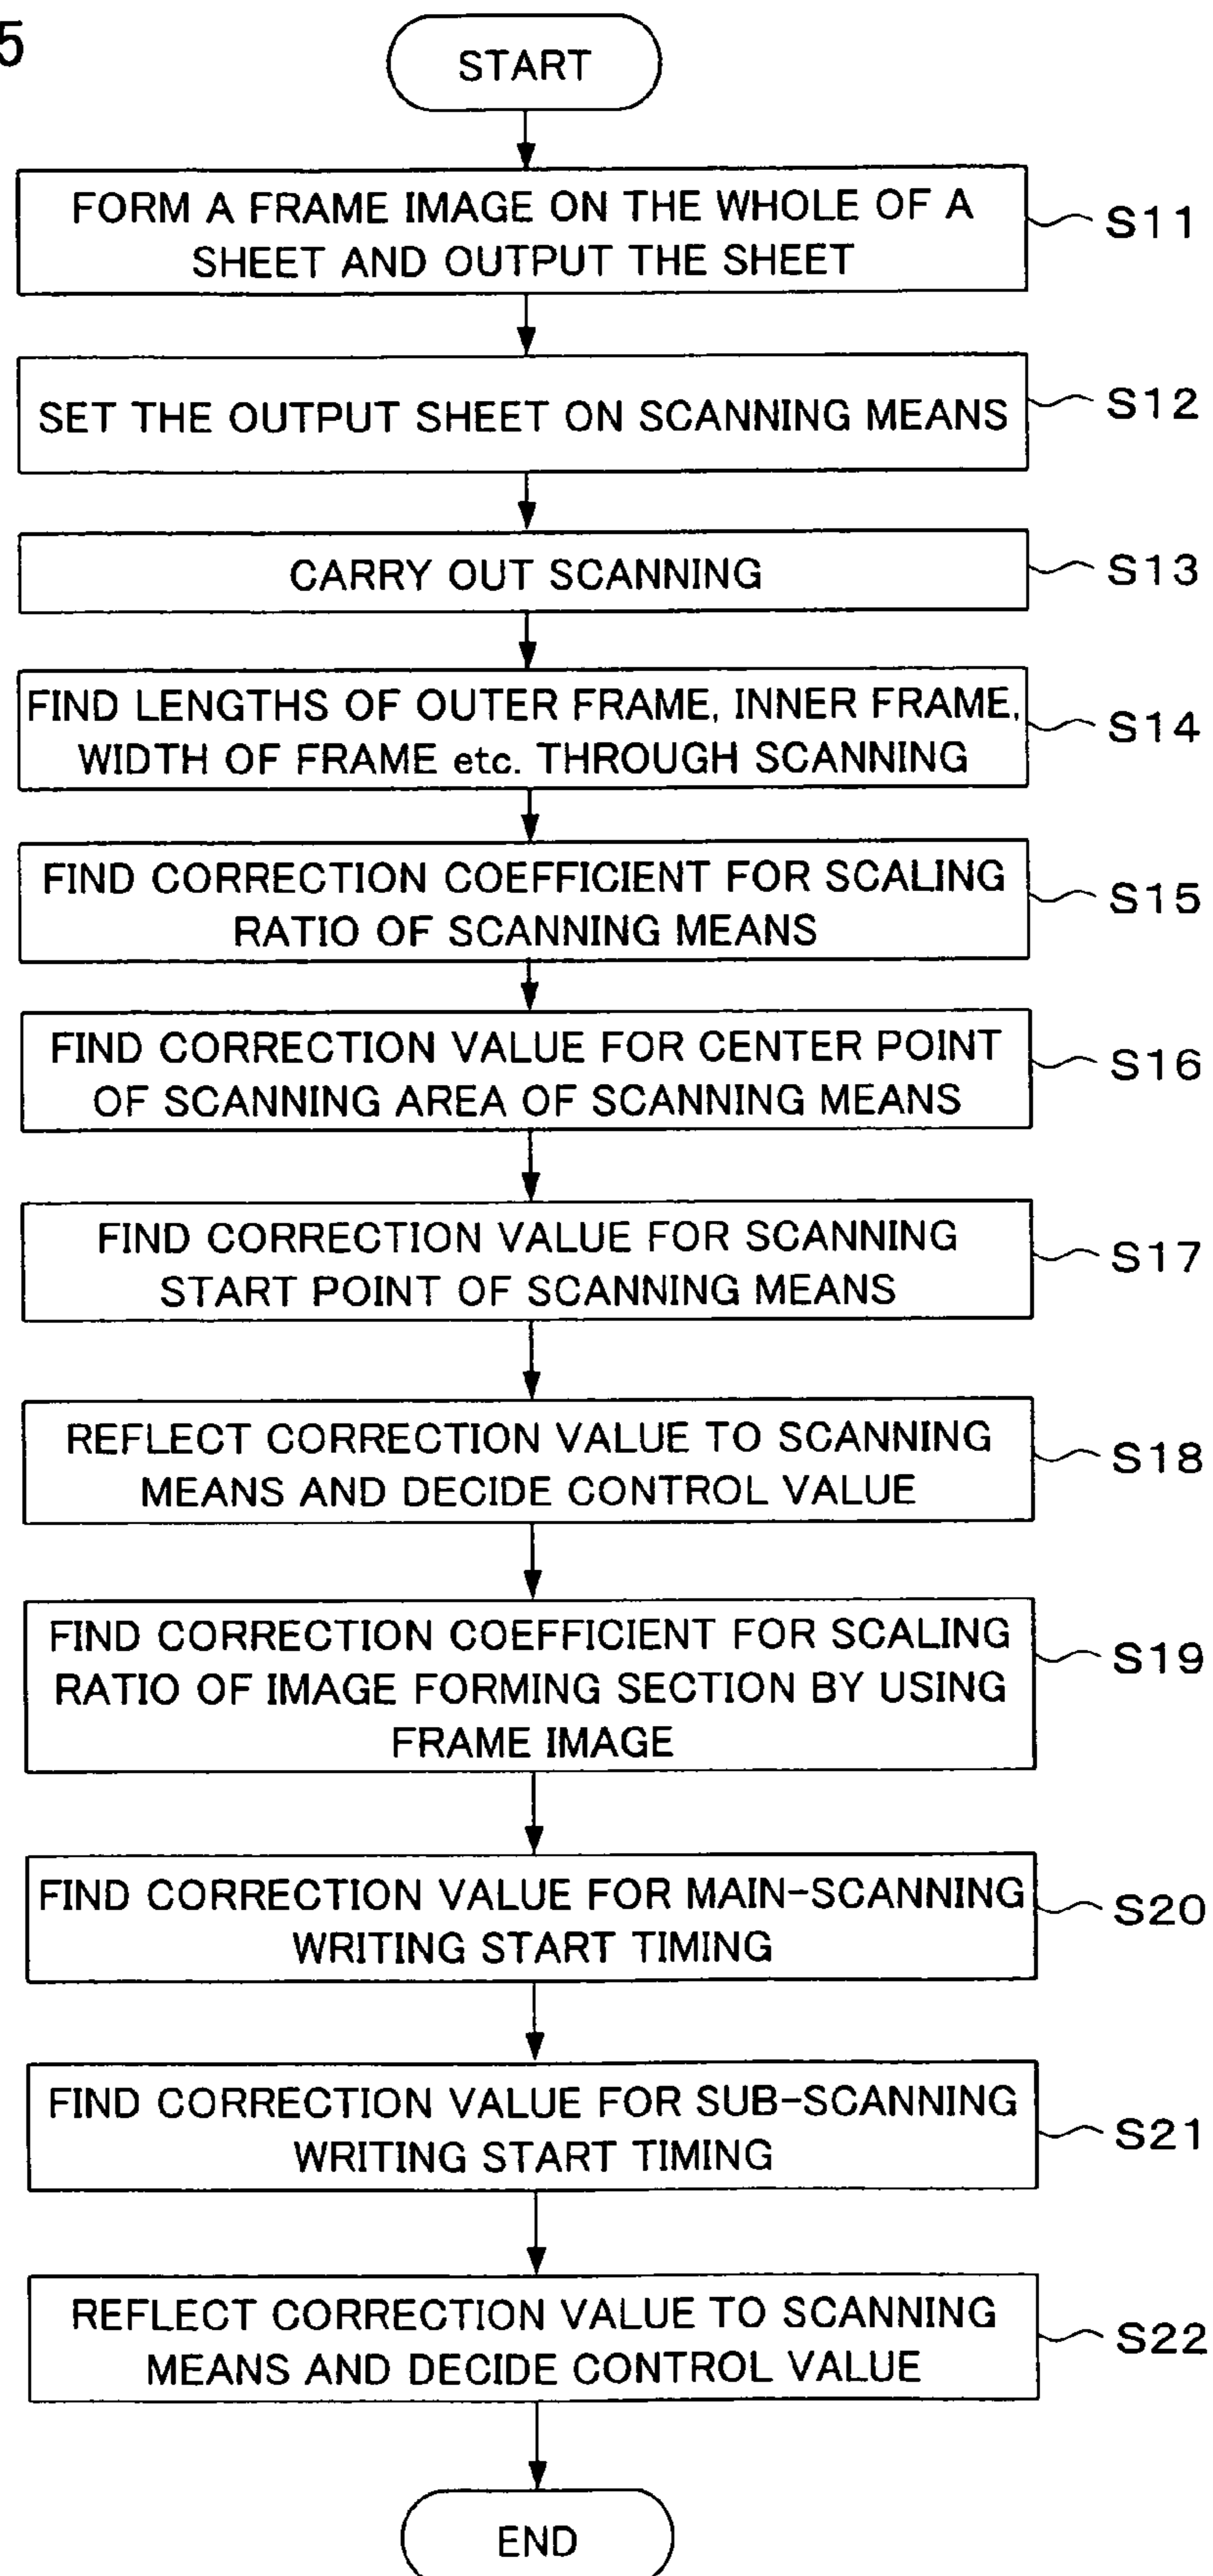 5
START
FORM A FRAME IMAGE ON THE WHOLE OF A
SHEET AND OUTPUT THE SHEET
S11
SET THE OUTPUT SHEET ON SCANNING MEANS
S12
CARRY OUT SCANNING
S13
FIND LENGTHS OF OUTER FRAME, INNER FRAME,
WIDTH OF FRAME etc. THROUGH SCANNING
S14
FIND CORRECTION COEFFICIENT FOR SCALING
RATIO OF SCANNING MEANS
S15
FIND CORRECTION VALUE FOR CENTER POINT
OF SCANNING AREA OF SCANNING MEANS
S16
FIND CORRECTION VALUE FOR SCANNING
START POINT OF SCANNING MEANS
S17
REFLECT CORRECTION VALUE TO SCANNING
MEANS AND DECIDE CONTROL VALUE
S18
FIND CORRECTION COEFFICIENT FOR SCALING
RATIO OF IMAGE FORMING SECTION BY USING
FRAME IMAGE
S19
FIND CORRECTION VALUE FOR MAIN-SCANNING
WRITING START TIMING
S20
FIND CORRECTION VALUE FOR SUB-SCANNING
WRITING START TIMING
S21
REFLECT CORRECTION VALUE TO SCANNING
MEANS AND DECIDE CONTROL VALUE
S22
END